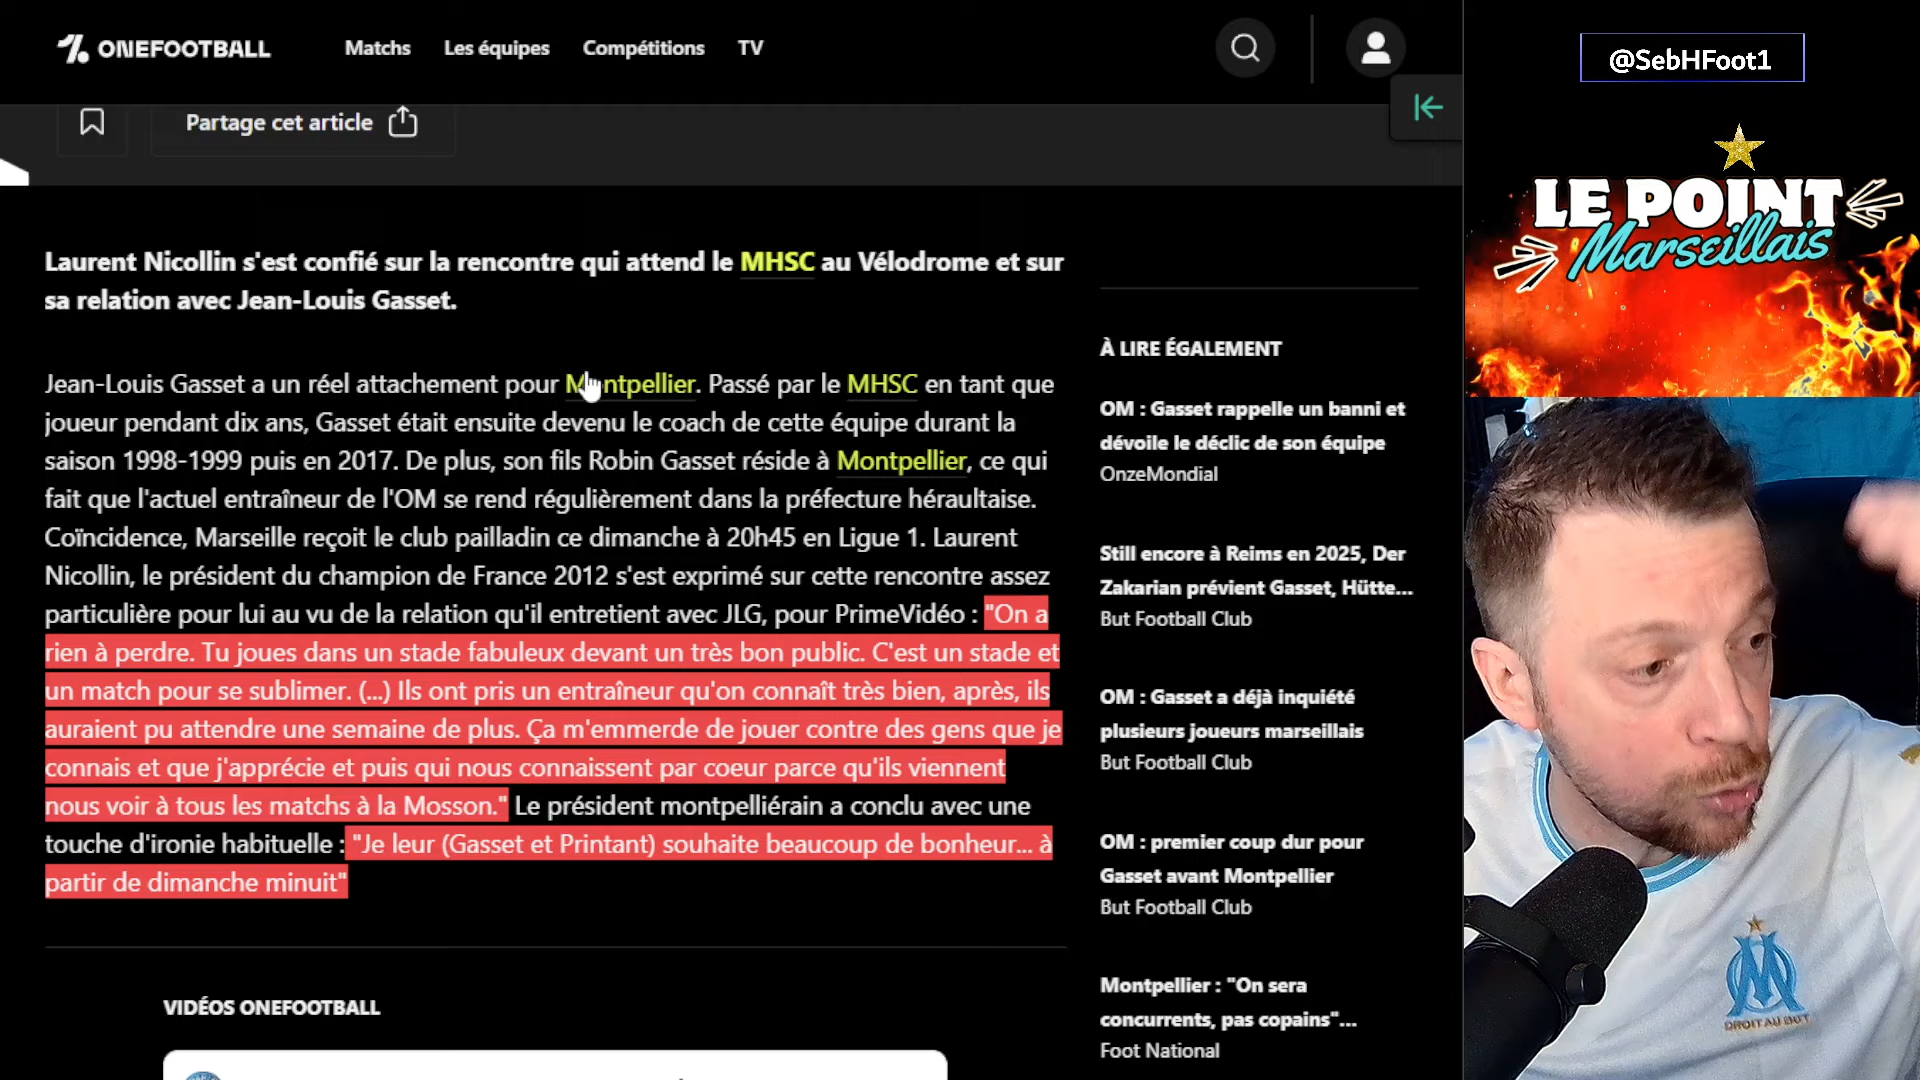 ONEFOOTBALL
Matchs
Les équipes
Compétitions
TV
Partage cet article
Laurent Nicollin s'est confié sur la rencontre qui attend le MHSC au Vélodrome et sur
sa relation avec Jean-Louis Gasset.
Jean-Louis Gasset a un réel attachement pour Montpellier. Passé par le MHSC en tant que
joueur pendant dix ans, Gasset était ensuite devenu le coach de cette équipe durant la
saison 1998-1999 puis en 2017. De plus, son fils Robin Gasset réside à Montpellier, ce qui
fait que l'actuel entraîneur de l'OM se rend régulièrement dans la préfecture héraultaise.
Coïncidence, Marseille reçoit le club pailladin ce dimanche à 20h45 en Ligue 1. Laurent
Nicollin, le président du champion de France 2012 s'est exprimé sur cette rencontre assez
particulière pour lui au vu de la relation qu'il entretient avec JLG, pour PrimeVidéo : "On a
rien à perdre. Tu joues dans un stade fabuleux devant un très bon public. C'est un stade et
un match pour se sublimer. (...) Ils ont pris un entraîneur qu'on connaît très bien, après, ils
auraient pu attendre une semaine de plus. Ça m'emmerde de jouer contre des gens que je
connais et que j'apprécie et puis qui nous connaissent par coeur parce qu'ils viennent
nous voir à tous les matchs à la Mosson." Le président montpelliérain a conclu avec une
touche d'ironie habituelle : "Je leur (Gasset et Printant) souhaite beaucoup de bonheur... à
partir de dimanche minuit"
VIDÉOS ONEFOOTBALL
À LIRE ÉGALEMENT
OM : Gasset rappelle un banni et
dévoile le déclic de son équipe
OnzeMondial
Still encore à Reims en 2025, Der
Zakarian prévient Gasset, Hütte...
But Football Club
OM : Gasset a déjà inquiété
plusieurs joueurs marseillais
But Football Club
OM : premier coup dur pour
Gasset avant Montpellier
But Football Club
Montpellier : "On sera
concurrents, pas copains"...
Foot National
@SebHFoot1
LE POINT
Marseillais
DROIT AU BUT